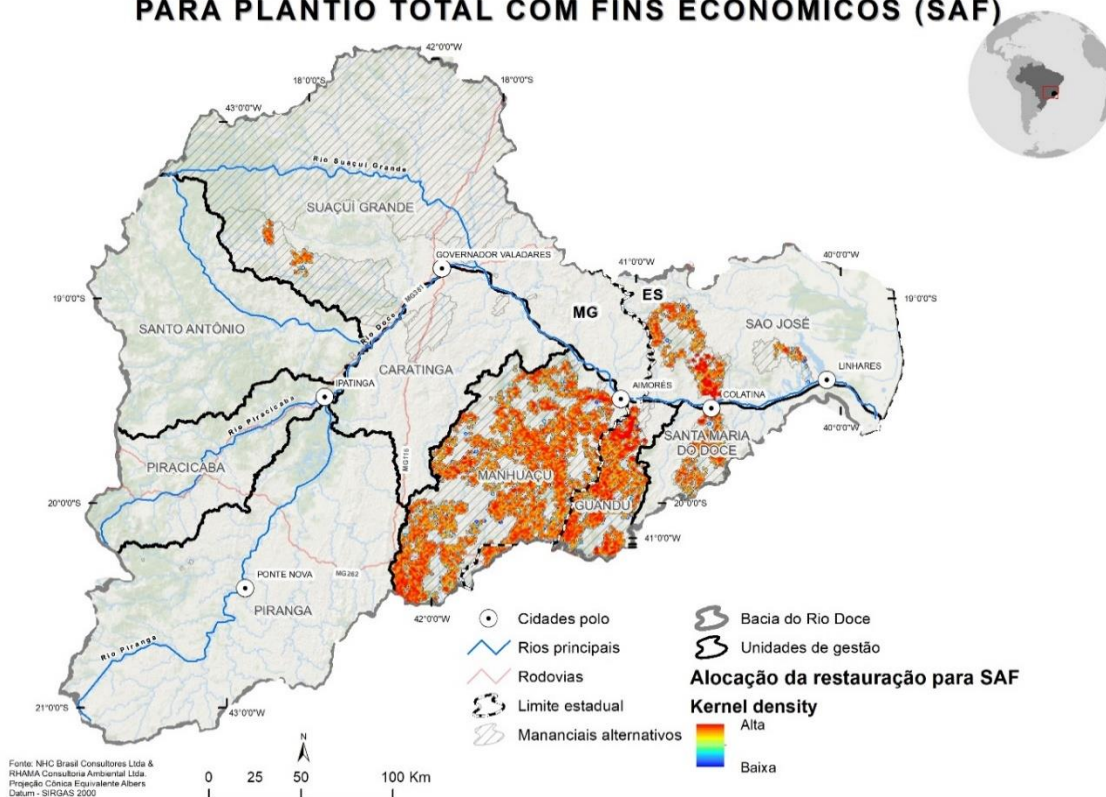 PARA PLANTIO TOTAL COM FINS ECONÔMICOS (SAF)
42°0'0"W
18°0'0"S
18°0'0"S
43°0'0"W
Rio Suaçuí Grande
SUAÇUÍ GRANDE
GOVERNADOR VALADARES
41°0'0"W
40°0'0"W
19°0'0"S
19°0'0"S
ES
MG
Rio Doce
MG381
SANTO ANTÔNIO
SAO JOSÉ
CARATINGA
LINHARES
IPATINGA
AIMORÉS
COLATINA
Rio Piracicaba
40°0'0"W
SANTA MARIA
DO DOCE
PIRACICABA
MG116
MANHUAÇU
GUANDU
20°0'0"S
20°0'0"S
41°0'0"W
MG262
PONTE NOVA
PIRANGA
42°0'0"W
Rio Piranga
21°0'0"S
43°0'0"W
Cidades polo
Rios principais
Rodovias
Limite estadual
Mananciais alternativos
Bacia do Rio Doce
Unidades de gestão
Alocação da restauração para SAF
Kernel density
Alta
Baixa
N
0 25 50 100 Km
Fonte: NHC Brasil Consultores Ltda &
RHAMA Consultoria Ambiental Ltda.
Projeção Cônica Equivalente Albers
Datum - SIRGAS 2000